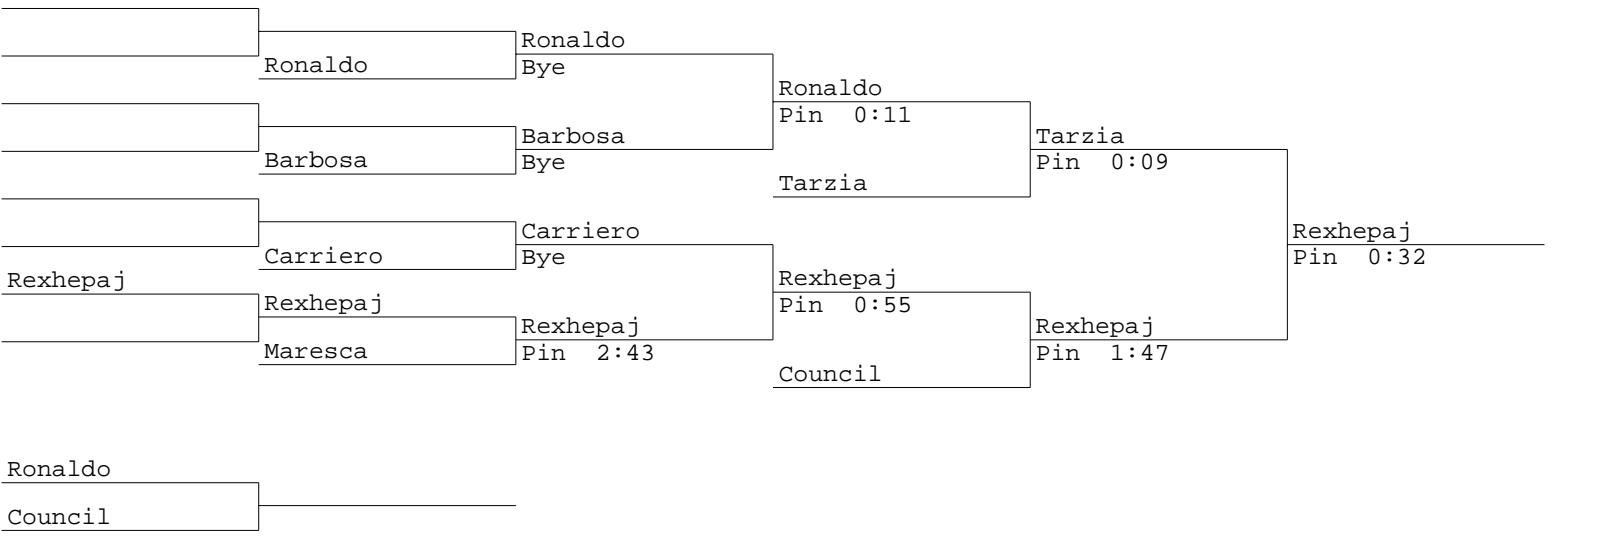 Ronaldo
Ronaldo
Bye
Ronaldo
Pin 0:11
Barbosa
Barbosa
Bye
Tarzia
Tarzia
Pin 0:09
Carriero
Carriero
Bye
Rexhepaj
Rexhepaj
Maresca
Rexhepaj
Pin 2:43
Rexhepaj
Pin 0:55
Council
Rexhepaj
Pin 1:47
Rexhepaj
Pin 0:32
Ronaldo
Council